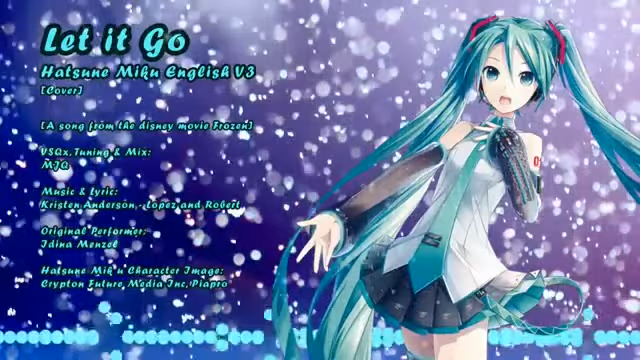 Let it Go
Hatsune Miku English V3
[Cover]
[A song from the disney movie Frozen]
VSQx, Tuning & Mix:
MJQ
Music & Lyric:
Kristen Anderson, - Lopez and Robert
Original Performer:
Idina Menzel
Hatsune Mik u Character Image:
Crypton Future Media Inc, Piapro